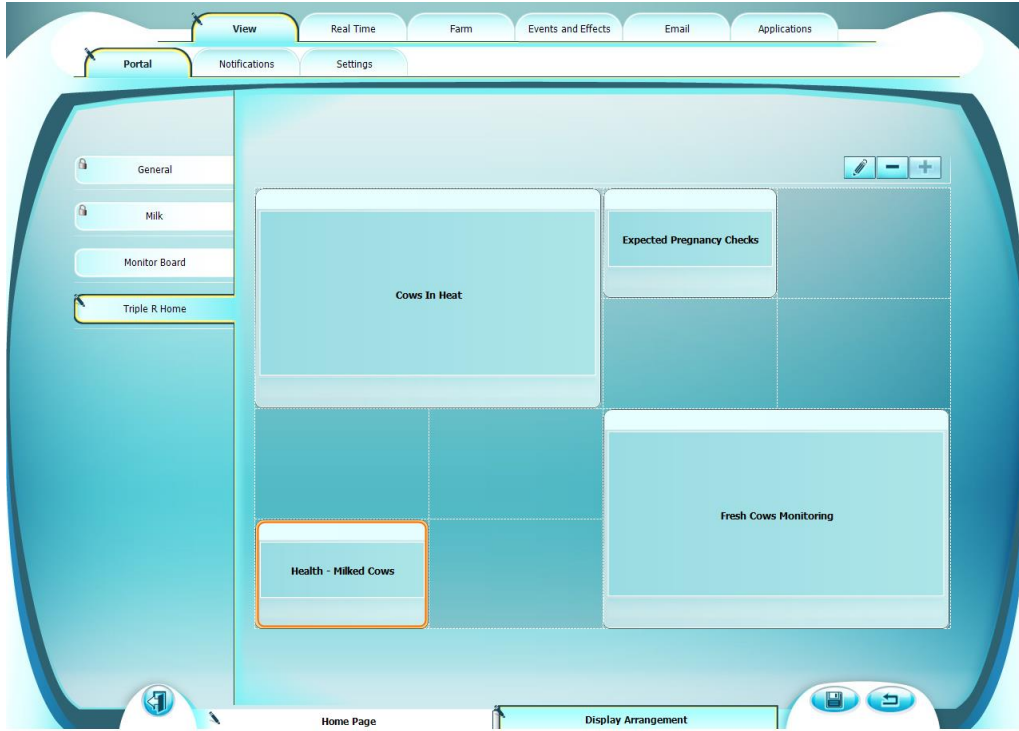 View
Real Time
Farm
Events and Effects
Email
Applications
Portal
Notifications
Settings
General
Milk
Monitor Board
Triple R Home
Cows In Heat
Expected Pregnancy Checks
Fresh Cows Monitoring
Health - Milked Cows
Home Page
Display Arrangement